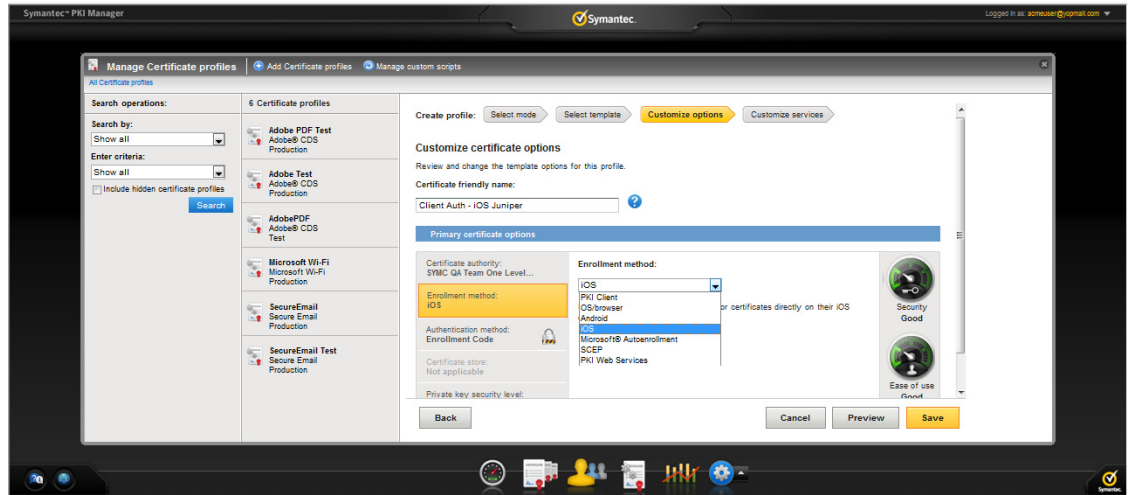 Symantec™ PKI Manager
Symantec.
Logged in as: acmeuser@yopmail.com
Manage Certificate profiles
Add Certificate profiles
Manage custom scripts
All Certificate profiles
Search operations:
Search by:
Show all
Enter criteria:
Show all
Include hidden certificate profiles
Search
6 Certificate profiles
Adobe PDF Test
Adobe® CDS
Production
Adobe Test
Adobe® CDS
Production
AdobePDF
Adobe® CDS
Test
Microsoft Wi-Fi
Microsoft Wi-Fi
Production
SecureEmail
Secure Email
Production
SecureEmail Test
Secure Email
Production
Create profile: Select mode Select template Customize options Customize services
Customize certificate options
Review and change the template options for this profile.
Certificate friendly name:
Client Auth - iOS Juniper
Primary certificate options
Certificate authority:
SYMC QA Team One Level...
Enrollment method:
iOS
Authentication method:
Enrollment Code
Certificate store:
Not applicable
Private key security level:
Enrollment method:
iOS
PKI Client
OS/browser
Android
iOS
Microsoft® Autoenrollment
SCEP
PKI Web Services
or certificates directly on their iOS
Security
Good
Ease of use
Good
Back
Cancel
Preview
Save
Symantec.